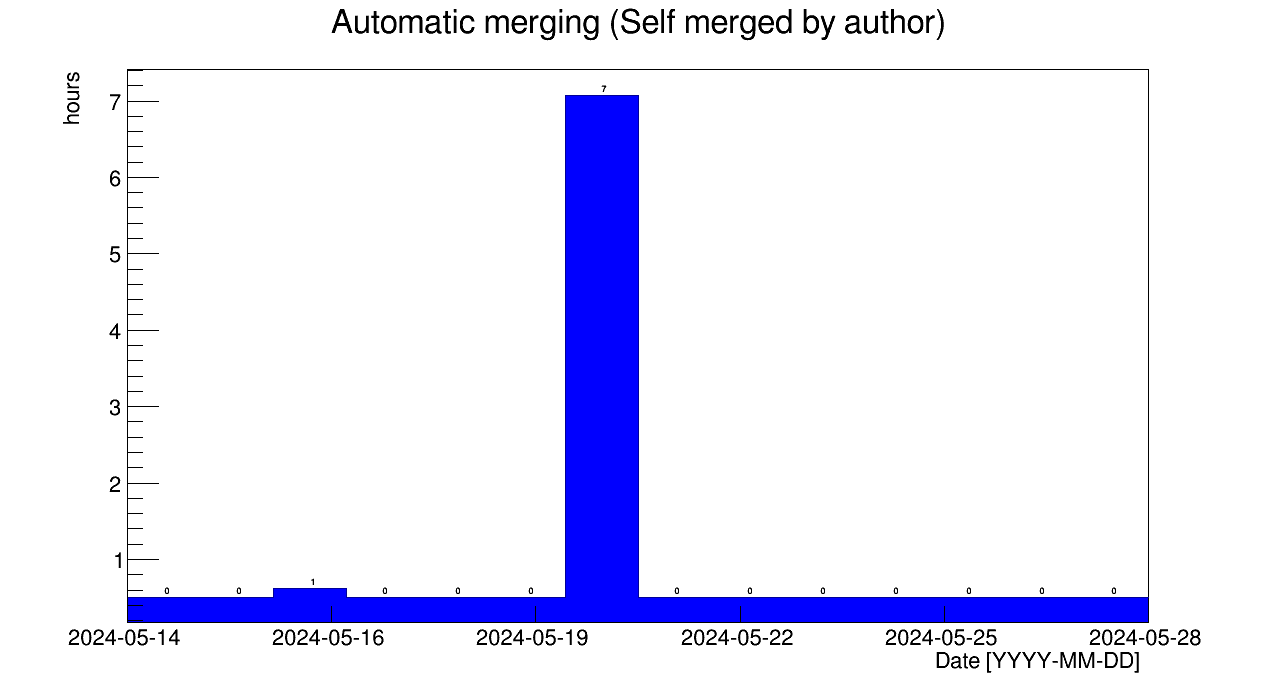 Automatic merging (Self merged by author)
hours
7
6
5
4
3
2
1
0 0 1 0 0 0 7 0 0 0 0 0 0 0
2024-05-14 2024-05-16 2024-05-19 2024-05-22 2024-05-25 2024-05-28
Date [YYYY-MM-DD]